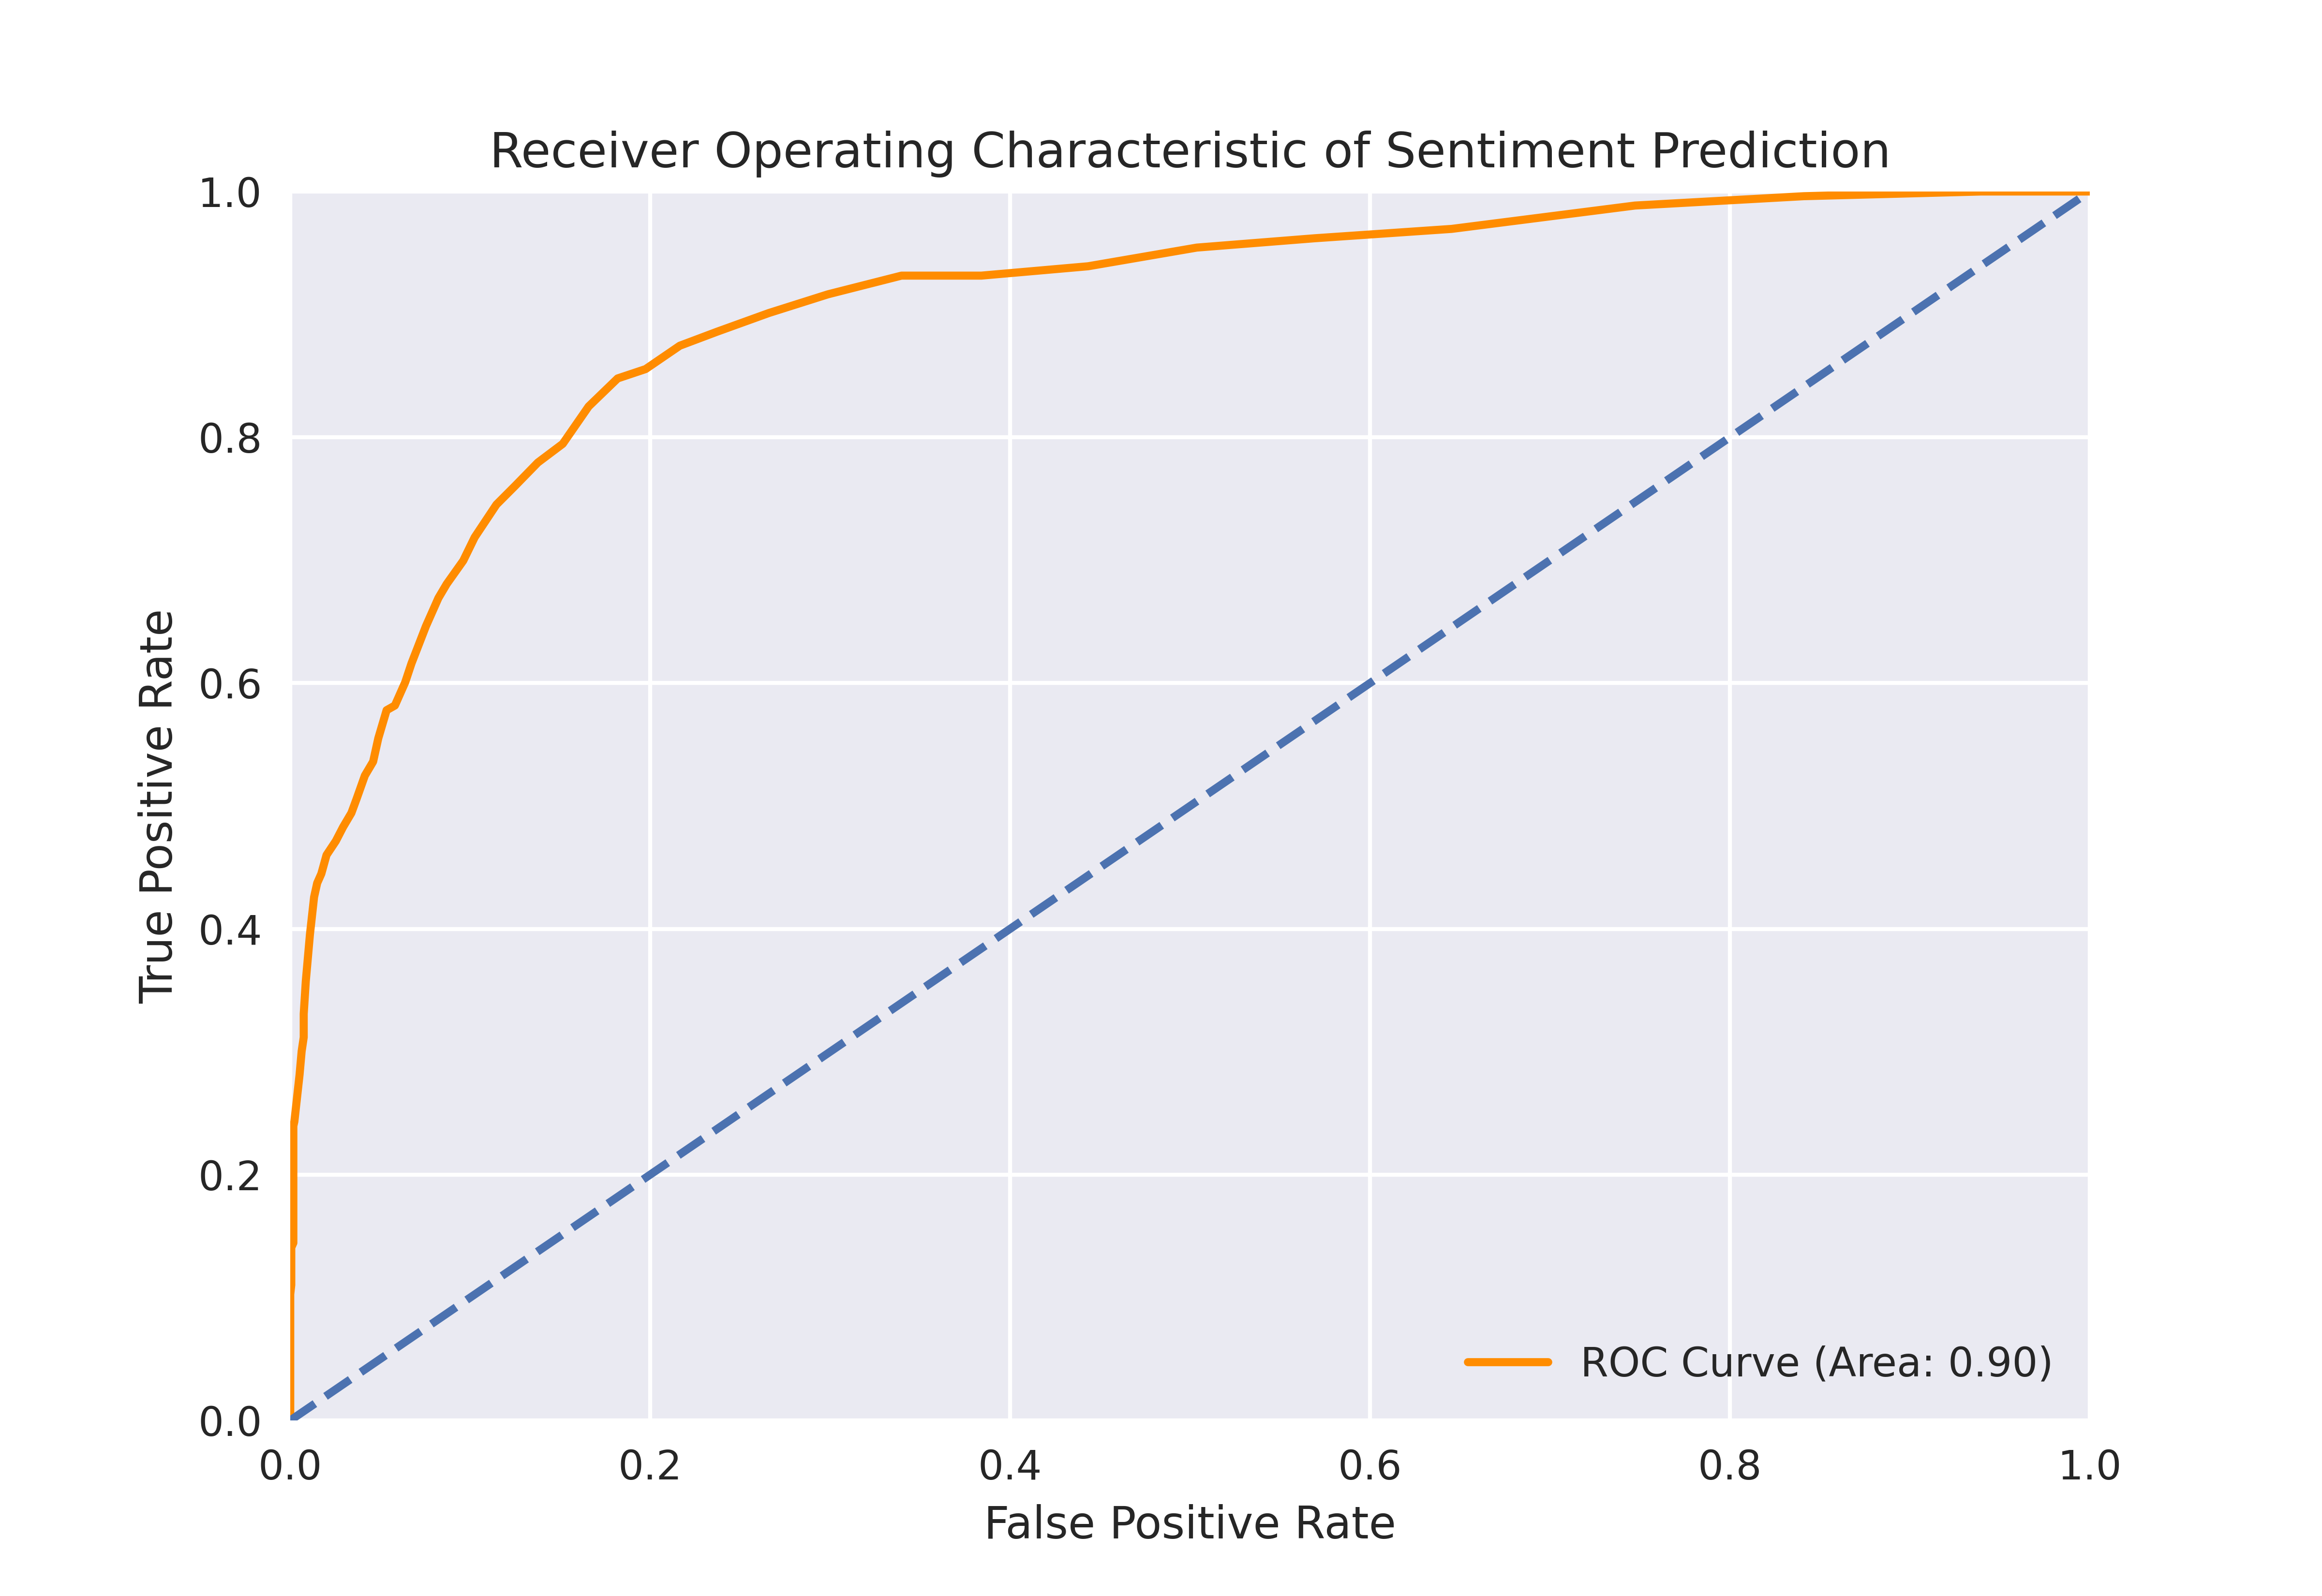 Receiver Operating Characteristic of Sentiment Prediction
1.0
0.8
0.6
0.4
0.2
0.0
True Positive Rate
ROC Curve (Area: 0.90)
0.0 0.2 0.4 0.6 0.8 1.0
False Positive Rate